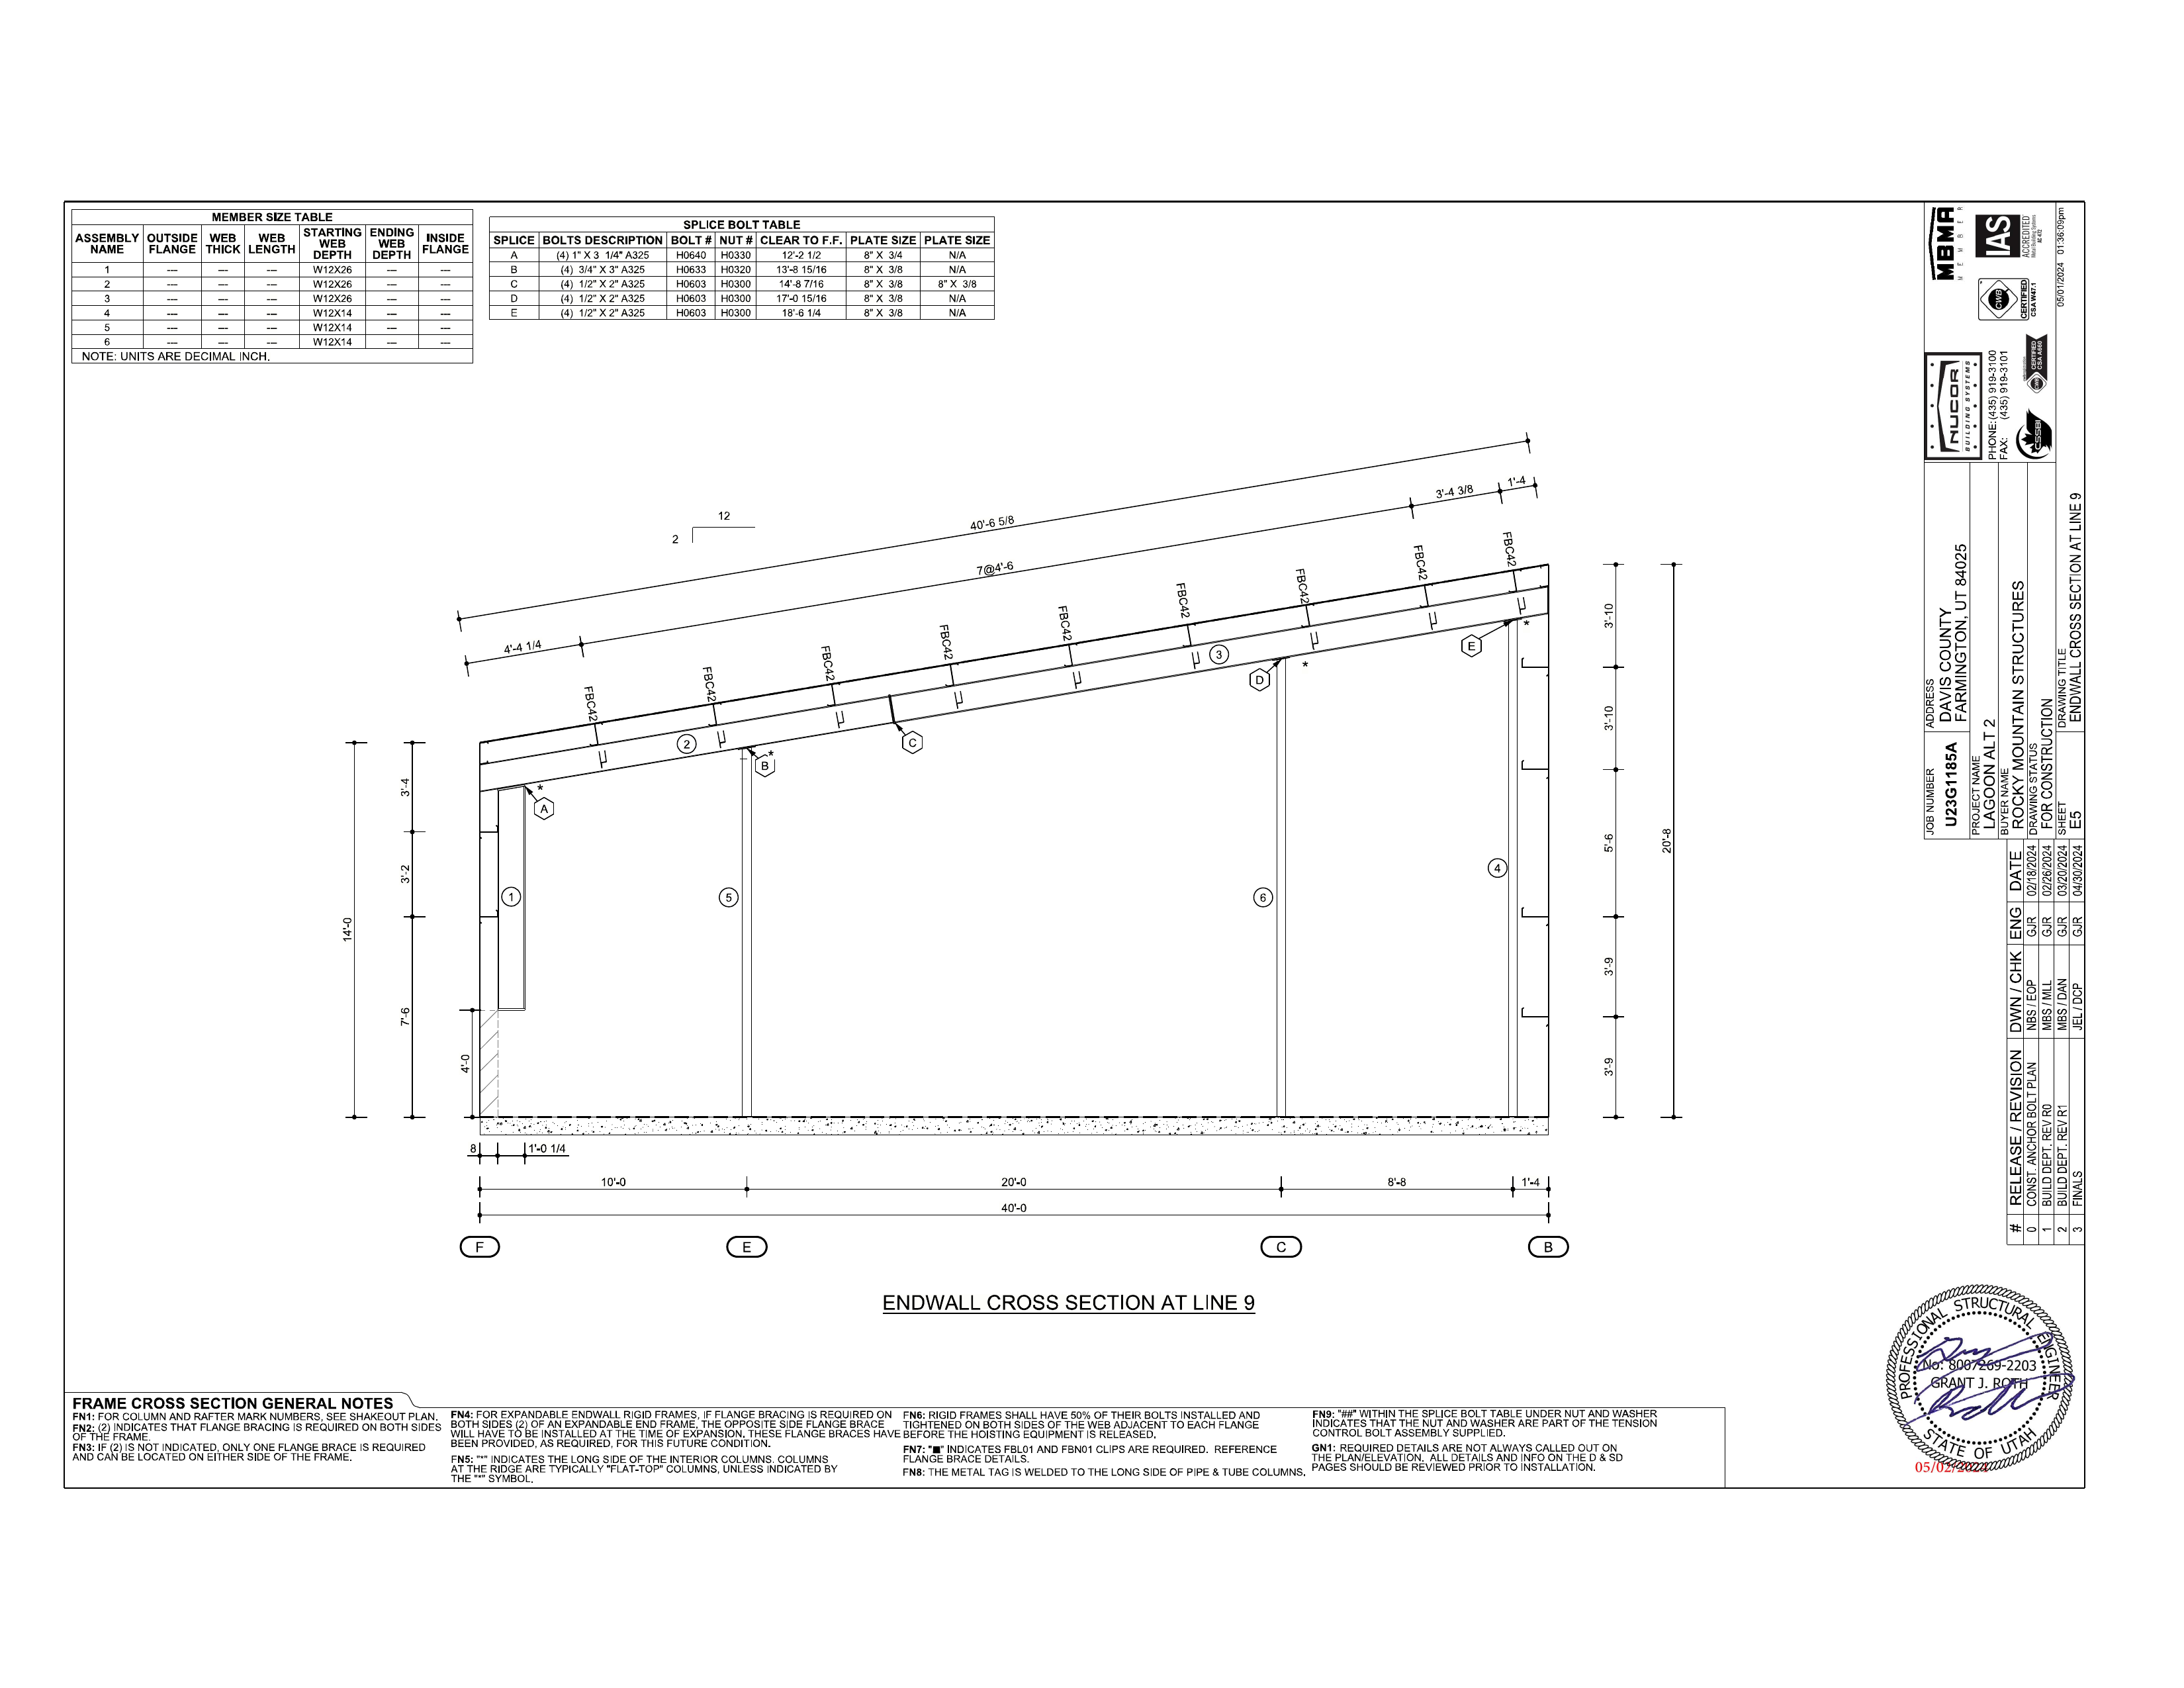 MEMBER SIZE TABLE
ASSEMBLY NAME | OUTSIDE FLANGE | WEB THICK | WEB LENGTH | STARTING WEB DEPTH | ENDING WEB DEPTH | INSIDE FLANGE
1 | --- | --- | --- | W12X26 | --- | ---
2 | --- | --- | --- | W12X26 | --- | ---
3 | --- | --- | --- | W12X26 | --- | ---
4 | --- | --- | --- | W12X14 | --- | ---
5 | --- | --- | --- | W12X14 | --- | ---
6 | --- | --- | --- | W12X14 | --- | ---
NOTE: UNITS ARE DECIMAL INCH.
SPLICE BOLT TABLE
SPLICE | BOLTS DESCRIPTION | BOLT # | NUT # | CLEAR TO F.F. | PLATE SIZE | PLATE SIZE
A | (4) 1" X 3 1/4" A325 | H0640 | H0330 | 12'-2 1/2 | 8" X 3/4 | N/A
B | (4) 3/4" X 3" A325 | H0633 | H0320 | 13'-8 15/16 | 8" X 3/8 | N/A
C | (4) 1/2" X 2" A325 | H0603 | H0300 | 14'-8 7/16 | 8" X 3/8 | 8" X 3/8
D | (4) 1/2" X 2" A325 | H0603 | H0300 | 17'-0 15/16 | 8" X 3/8 | N/A
E | (4) 1/2" X 2" A325 | H0603 | H0300 | 18'-6 1/4 | 8" X 3/8 | N/A
12
2
40'-6 5/8
3'-4 3/8
1'-4
7@4'-6
4'-4 1/4
FBC42
FBC42
FBC42
FBC42
FBC42
FBC42
FBC42
FBC42
FBC42
2
3
A
*
B
*
C
D
*
E
*
1
5
6
4
14'-0
3'-4
3'-2
7'-6
4'-0
3'-10
3'-10
5'-6
3'-9
3'-9
20'-8
8
1'-0 1/4
10'-0
20'-0
8'-8
1'-4
40'-0
F
E
C
B
ENDWALL CROSS SECTION AT LINE 9
FRAME CROSS SECTION GENERAL NOTES
FN1: FOR COLUMN AND RAFTER MARK NUMBERS, SEE SHAKEOUT PLAN.
FN2: (2) INDICATES THAT FLANGE BRACING IS REQUIRED ON BOTH SIDES
OF THE FRAME.
FN3: IF (2) IS NOT INDICATED, ONLY ONE FLANGE BRACE IS REQUIRED
AND CAN BE LOCATED ON EITHER SIDE OF THE FRAME.
FN4: FOR EXPANDABLE ENDWALL RIGID FRAMES, IF FLANGE BRACING IS REQUIRED ON
BOTH SIDES (2) OF AN EXPANDABLE END FRAME, THE OPPOSITE SIDE FLANGE BRACE
WILL HAVE TO BE INSTALLED AT THE TIME OF EXPANSION. THESE FLANGE BRACES HAVE
BEEN PROVIDED, AS REQUIRED, FOR THIS FUTURE CONDITION.
FN5: "*" INDICATES THE LONG SIDE OF THE INTERIOR COLUMNS. COLUMNS
AT THE RIDGE ARE TYPICALLY "FLAT-TOP" COLUMNS, UNLESS INDICATED BY
THE "*" SYMBOL.
FN6: RIGID FRAMES SHALL HAVE 50% OF THEIR BOLTS INSTALLED AND
TIGHTENED ON BOTH SIDES OF THE WEB ADJACENT TO EACH FLANGE
BEFORE THE HOISTING EQUIPMENT IS RELEASED.
FN7: "■" INDICATES FBL01 AND FBN01 CLIPS ARE REQUIRED. REFERENCE
FLANGE BRACE DETAILS.
FN8: THE METAL TAG IS WELDED TO THE LONG SIDE OF PIPE & TUBE COLUMNS.
FN9: "##" WITHIN THE SPLICE BOLT TABLE UNDER NUT AND WASHER
INDICATES THAT THE NUT AND WASHER ARE PART OF THE TENSION
CONTROL BOLT ASSEMBLY SUPPLIED.
GN1: REQUIRED DETAILS ARE NOT ALWAYS CALLED OUT ON
THE PLAN/ELEVATION. ALL DETAILS AND INFO ON THE D & SD
PAGES SHOULD BE REVIEWED PRIOR TO INSTALLATION.
MBMA
MEMBER
IAS
ACCREDITED
CWB
CERTIFIED
CSA W47.1
CERTIFIED
CSA A660
CSSBI
NUCOR
BUILDING SYSTEMS
PHONE: (435) 919-3100
FAX: (435) 919-3101
05/01/2024 01:36:09pm
JOB NUMBER
U23G1185A
ADDRESS
DAVIS COUNTY
FARMINGTON, UT 84025
PROJECT NAME
LAGOON ALT 2
BUYER NAME
ROCKY MOUNTAIN STRUCTURES
DRAWING STATUS
FOR CONSTRUCTION
SHEET
E5
DRAWING TITLE
ENDWALL CROSS SECTION AT LINE 9
# | RELEASE / REVISION | DWN / CHK | ENG | DATE
0 | CONST. ANCHOR BOLT PLAN | NBS / EOP | GJR | 02/18/2024
1 | BUILD DEPT. REV R0 | MBS / MLL | GJR | 02/26/2024
2 | BUILD DEPT. REV R1 | MBS / DAN | GJR | 03/20/2024
3 | FINALS | JEL / DCP | GJR | 04/30/2024
PROFESSIONAL STRUCTURAL ENGINEER
No: 8007269-2203
GRANT J. ROTH
STATE OF UTAH
05/02/2024